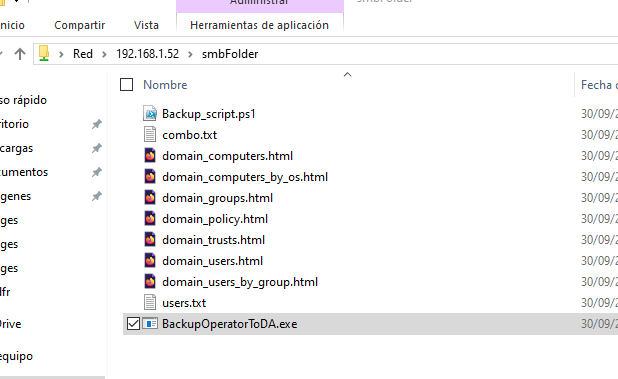 Administrar
smbFolder
nicio
Compartir
Vista
Herramientas de aplicación
Red
192.168.1.52
smbFolder
Nombre
Fecha d
so rápido
ritorio
cargas
cumentos
ágenes
ges
ges
ges
lfr
Drive
equipo
Backup_script.ps1
30/09/2
combo.txt
30/09/2
domain_computers.html
30/09/2
domain_computers_by_os.html
30/09/2
domain_groups.html
30/09/2
domain_policy.html
30/09/2
domain_trusts.html
30/09/2
domain_users.html
30/09/2
domain_users_by_group.html
30/09/2
users.txt
30/09/2
BackupOperatorToDA.exe
30/09/2